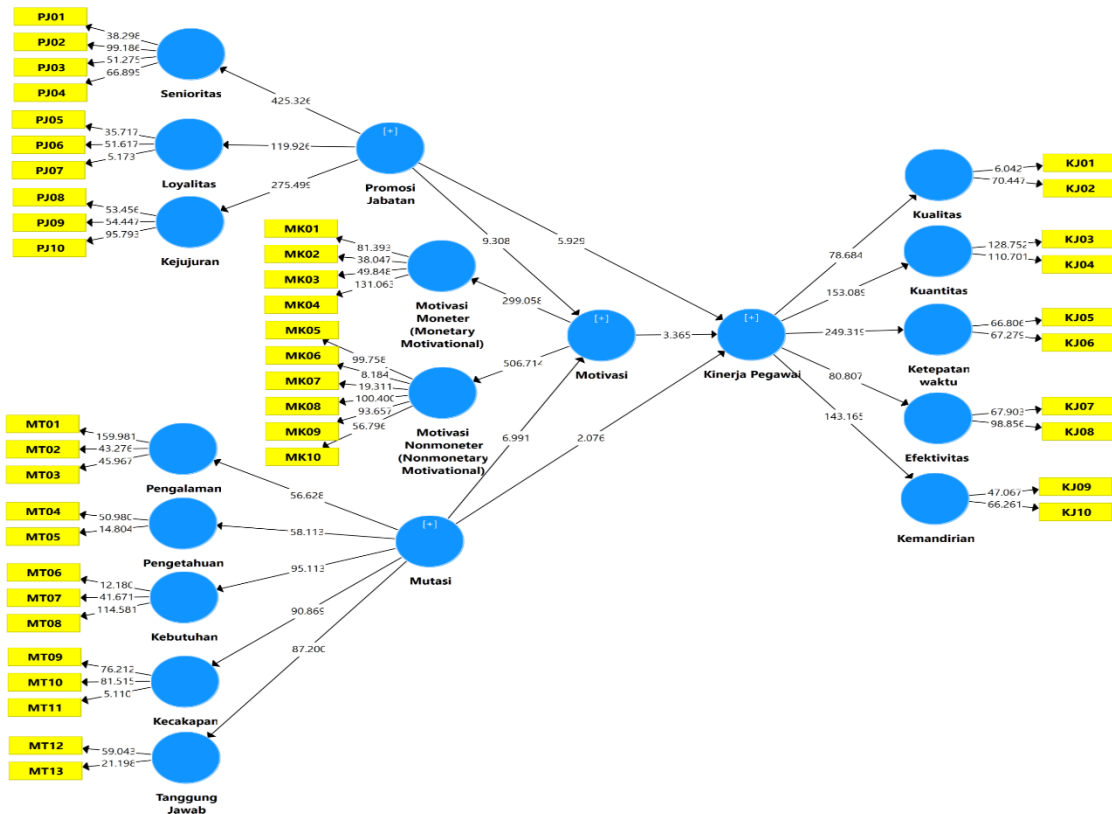 PJ01
PJ02
PJ03
PJ04
38.298
99.186
51.275
66.895
Senioritas
PJ05
PJ06
PJ07
35.717
51.617
5.173
Loyalitas
PJ08
PJ09
PJ10
53.456
54.447
95.793
Kejujuran
425.326
119.926
275.499
[+]
Promosi
Jabatan
9.308
5.929
MK01
MK02
MK03
MK04
MK05
MK06
MK07
MK08
MK09
MK10
81.393
38.047
49.848
131.063
Motivasi
Moneter
(Monetary
Motivational)
99.758
8.184
19.311
100.400
93.657
56.796
Motivasi
Nonmoneter
(Nonmonetary
Motivational)
299.058
506.714
[+]
Motivasi
3.365
[+]
Kinerja Pegawai
6.991
2.076
MT01
MT02
MT03
159.981
43.276
45.967
Pengalaman
MT04
MT05
50.980
14.804
Pengetahuan
MT06
MT07
MT08
12.180
41.671
114.581
Kebutuhan
MT09
MT10
MT11
76.212
81.515
5.110
Kecakapan
MT12
MT13
59.043
21.198
Tanggung
Jawab
56.628
58.113
95.113
90.869
87.200
[+]
Mutasi
78.684
153.089
249.319
80.807
143.165
Kualitas
6.042
70.447
KJ01
KJ02
Kuantitas
128.752
110.701
KJ03
KJ04
Ketepatan
waktu
66.806
67.279
KJ05
KJ06
Efektivitas
67.903
98.856
KJ07
KJ08
Kemandirian
47.067
66.261
KJ09
KJ10